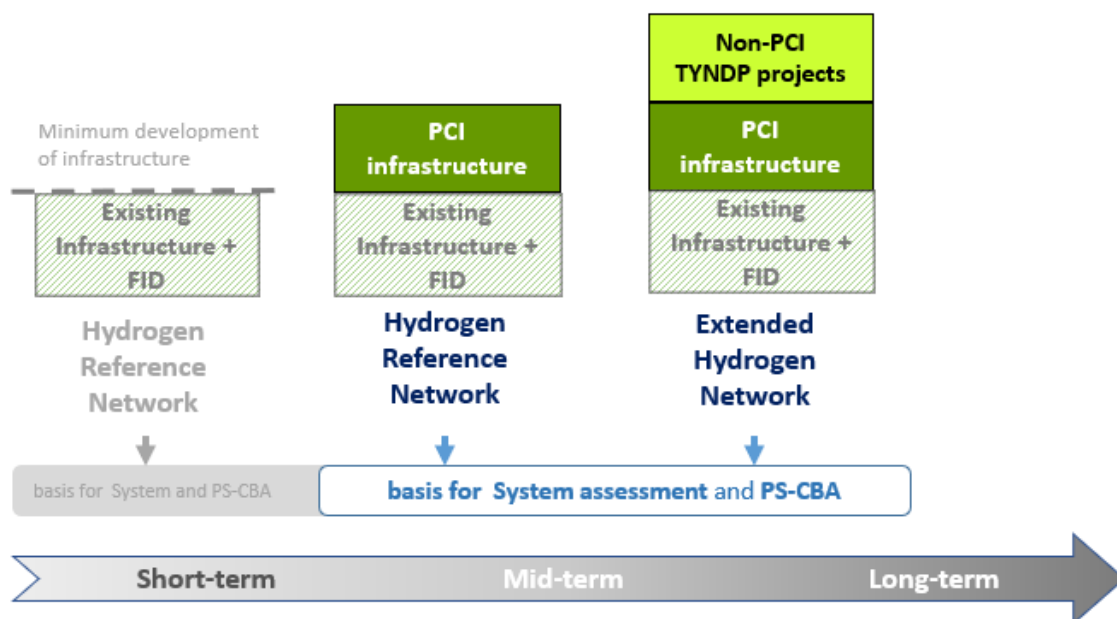 Minimum development
of infrastructure
Existing
Infrastructure +
FID
Hydrogen
Reference
Network
PCI
infrastructure
Existing
Infrastructure +
FID
Hydrogen
Reference
Network
Non-PCI
TYNDP projects
PCI
infrastructure
Existing
Infrastructure +
FID
Extended
Hydrogen
Network
basis for System and PS-CBA
basis for System assessment and PS-CBA
Short-term
Mid-term
Long-term